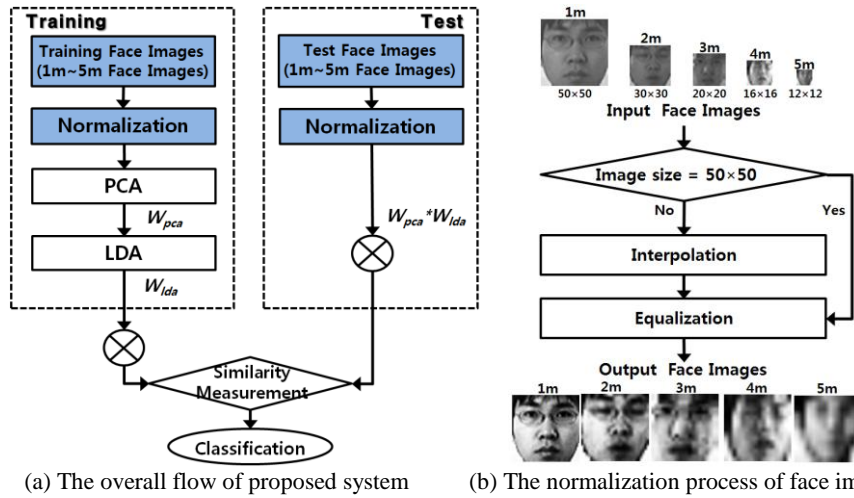 Training
Training Face Images
(1m~5m Face Images)
Normalization
PCA
Wpca
LDA
Wlda
Test
Test Face Images
(1m~5m Face Images)
Normalization
Wpca*Wlda
Similarity
Measurement
Classification
(a) The overall flow of proposed system
1m 2m 3m 4m 5m
50×50 30×30 20×20 16×16 12×12
Input Face Images
Image size = 50×50
No Yes
Interpolation
Equalization
Output Face Images
1m 2m 3m 4m 5m
(b) The normalization process of face im